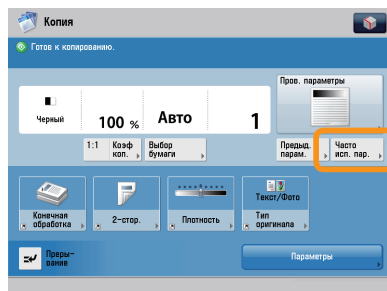 Копия
Готов к копированию.
Пров. параметры
Черный
100 %
Авто
1
1:1
Коэф
коп.
Выбор
бумаги
Предыд.
парам.
Часто
исп. пар.
Текст/Фото
Конечная
обработка
2-стор.
Плотность
Тип
оригинала
Преры-
вание
Параметры